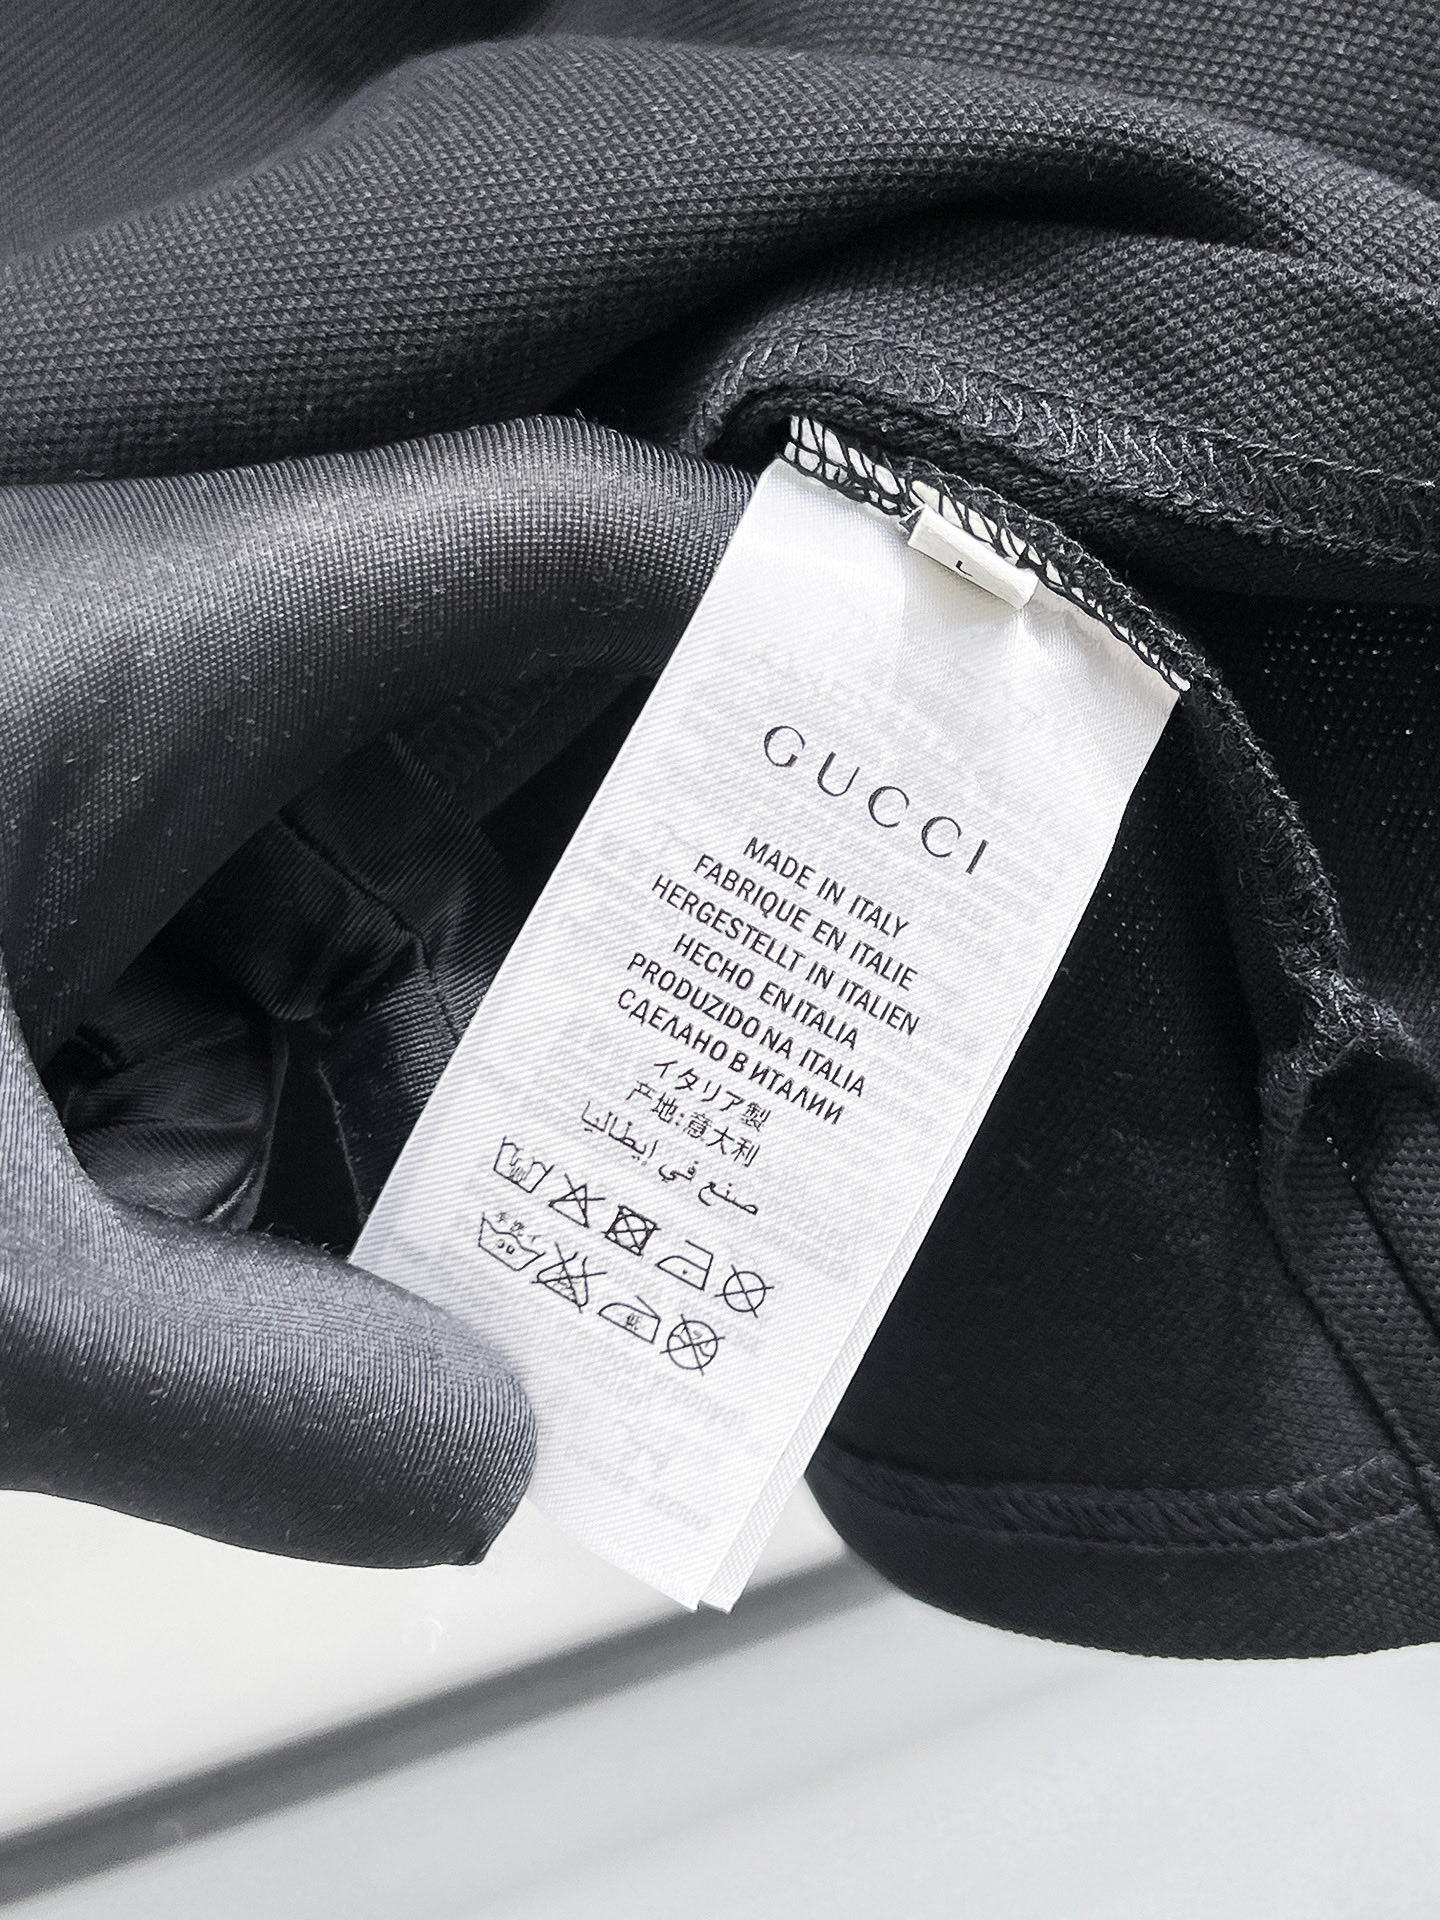 L
GUCCI
MADE IN ITALY
FABRIQUE EN ITALIE
HERGESTELLT IN ITALIEN
HECHO EN ITALIA
PRODUZIDO NA ITALIA
СДЕЛАНО В ИТАЛИИ
イタリア製
产地:意大利
صنع في إيطاليا